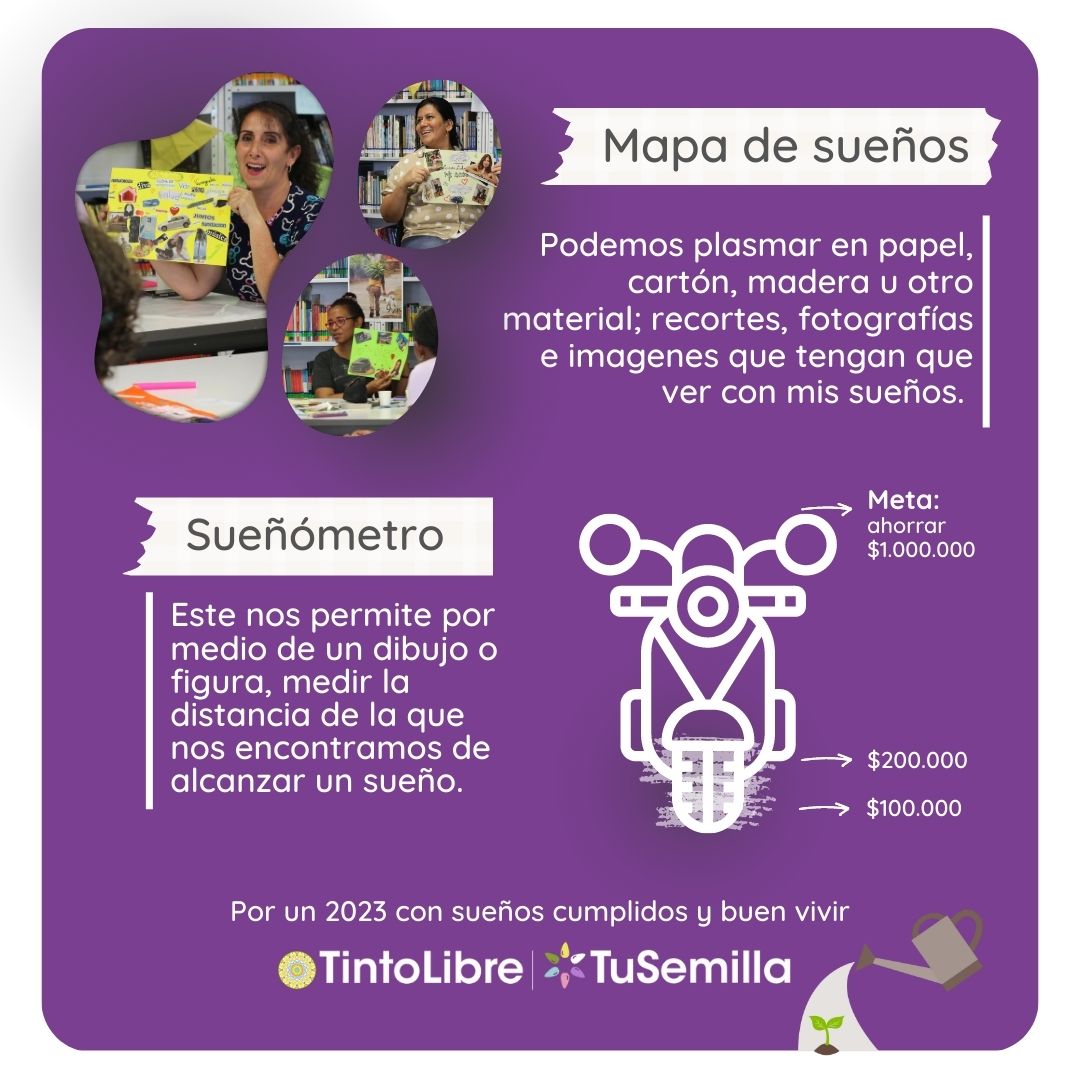 Mapa de sueños
Podemos plasmar en papel,
cartón, madera u otro
material; recortes, fotografías
e imagenes que tengan que
ver con mis sueños.
Sueñómetro
Este nos permite por
medio de un dibujo o
figura, medir la
distancia de la que
nos encontramos de
alcanzar un sueño.
Meta:
ahorrar
$1.000.000
$200.000
$100.000
Por un 2023 con sueños cumplidos y buen vivir
TintoLibre | TuSemilla